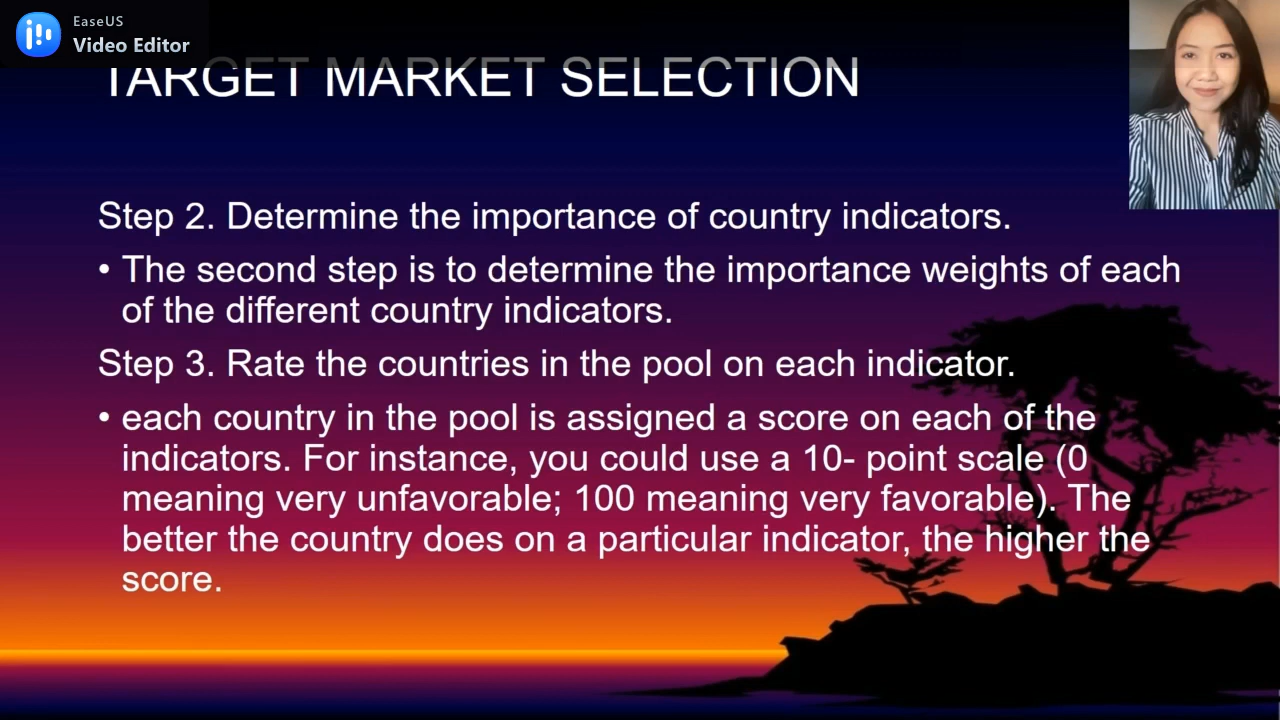 EaseUS
Video Editor
TARGET MARKET SELECTION
Step 2. Determine the importance of country indicators.
• The second step is to determine the importance weights of each
of the different country indicators.
Step 3. Rate the countries in the pool on each indicator.
• each country in the pool is assigned a score on each of the
indicators. For instance, you could use a 10- point scale (0
meaning very unfavorable; 100 meaning very favorable). The
better the country does on a particular indicator, the higher the
score.